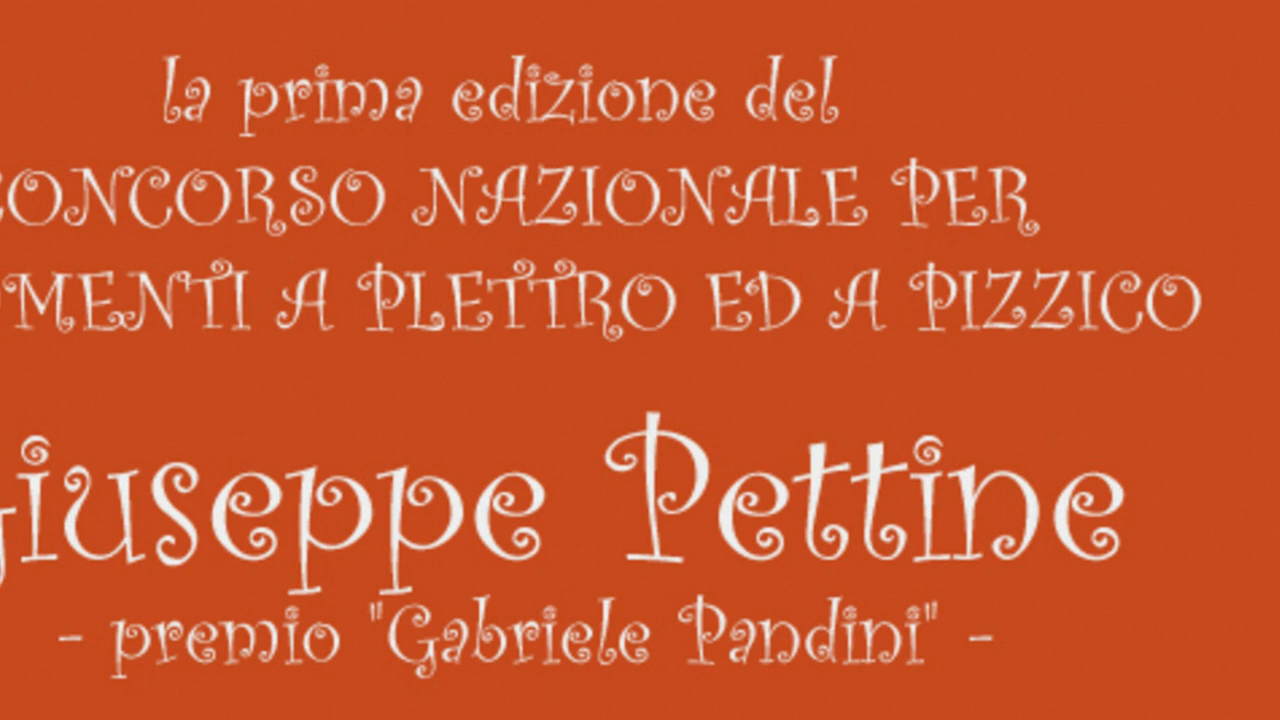 la prima edizione del
CONCORSO NAZIONALE PER
MENTI A PLETTRO ED A PIZZICO
Giuseppe Pettine
- premio "Gabriele Pandini" -